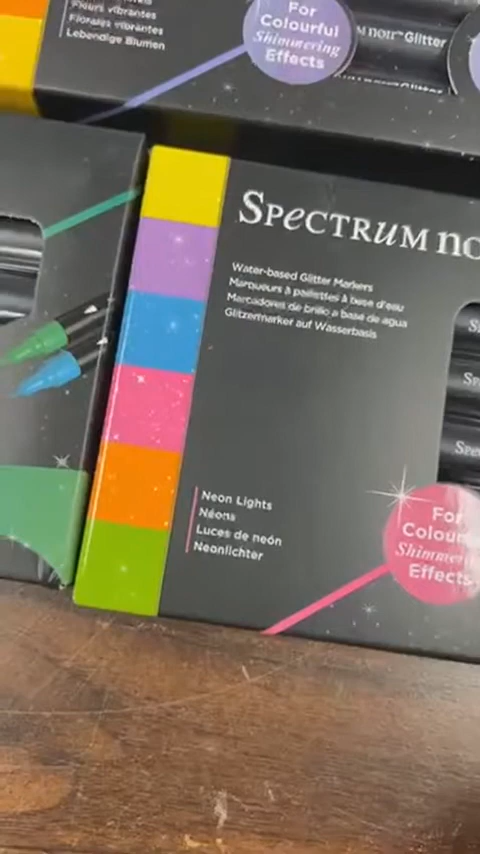 Fleurs vibrantes
Florales vibrantes
Lebendige Blumen
For
Colourful
Shimmering
Effects
NOIR™ Glitter
SPECTRUM NO
Water-based Glitter Markers
Marqueurs à paillettes à base d'eau
Marcadores de brillo a base de agua
Glitzermarker auf Wasserbasis
Neon Lights
Néons
Luces de neón
Neonlichter
For
Colour
Shimmer
Effects